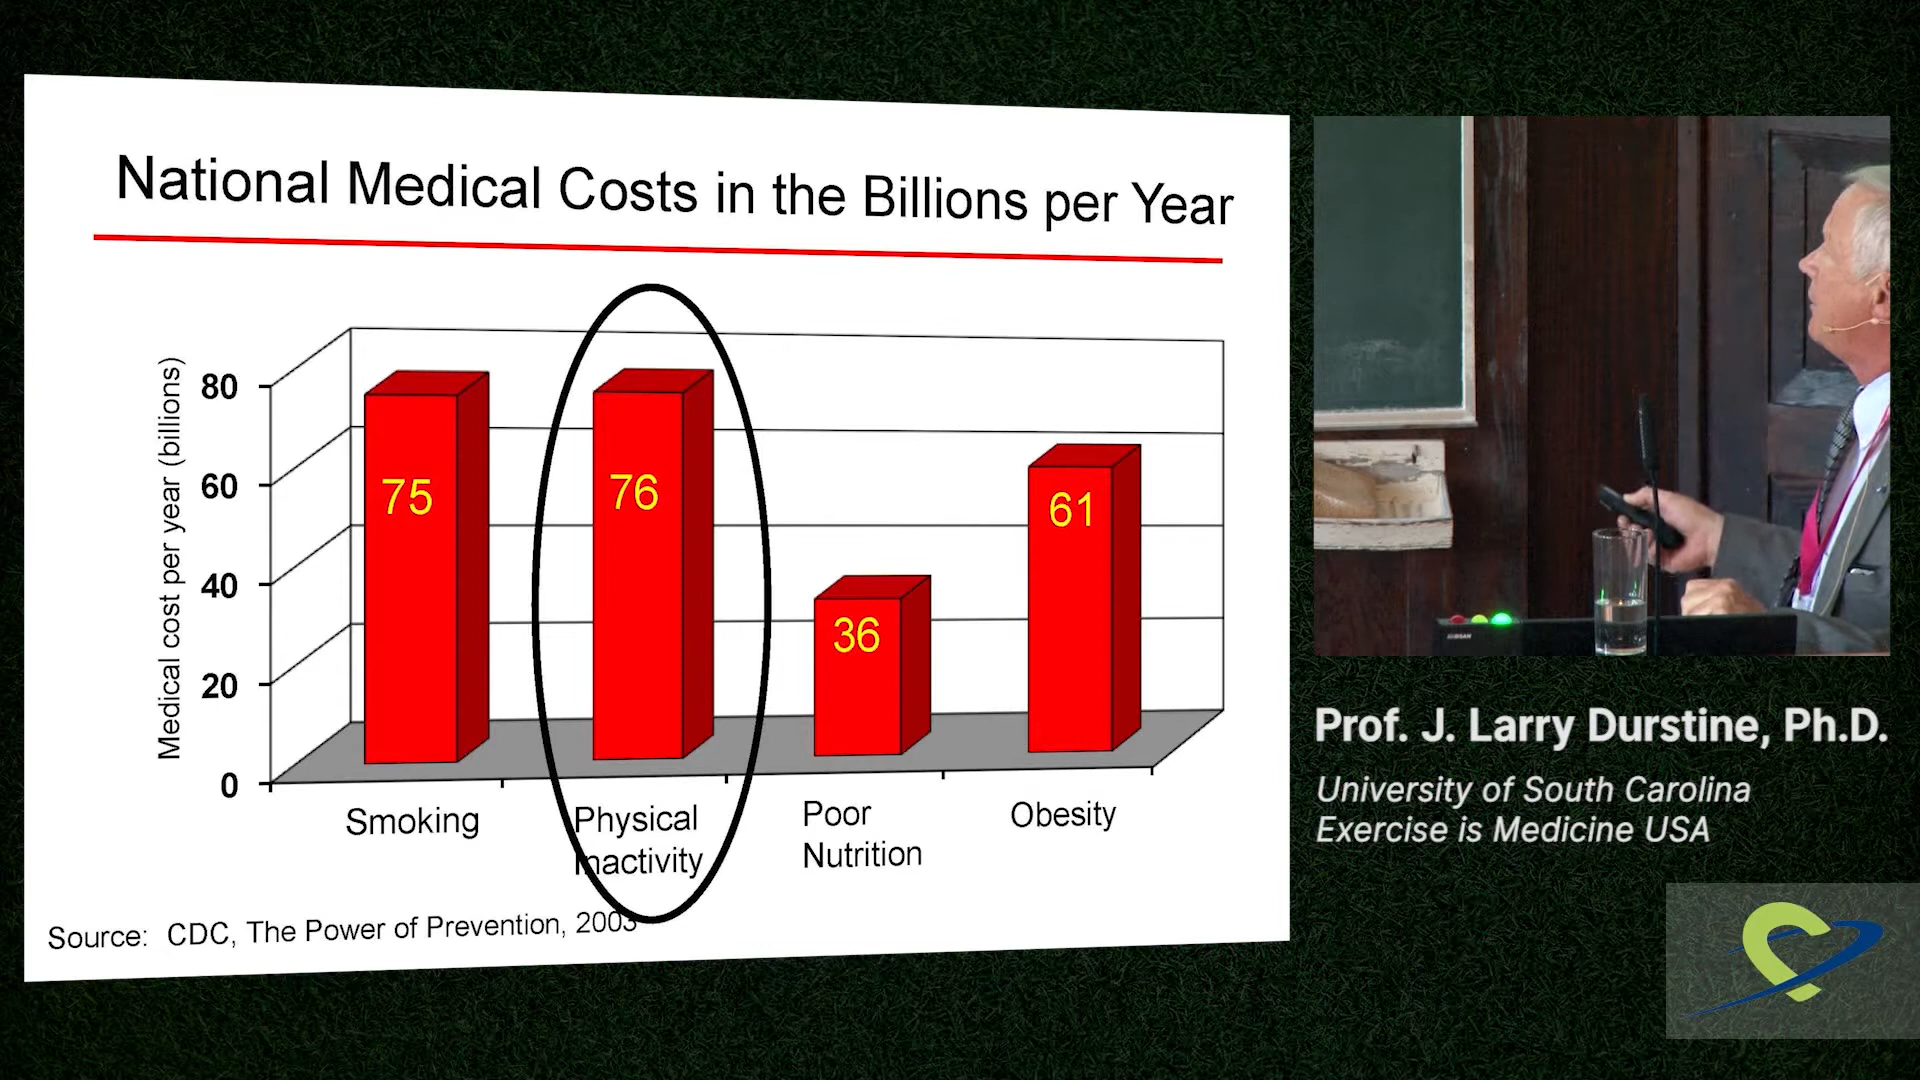 National Medical Costs in the Billions per Year
Medical cost per year (billions)
80
60
40
20
0
75
76
36
61
Smoking
Physical
Inactivity
Poor
Nutrition
Obesity
Source: CDC, The Power of Prevention, 2003
Prof. J. Larry Durstine, Ph.D.
University of South Carolina
Exercise is Medicine USA